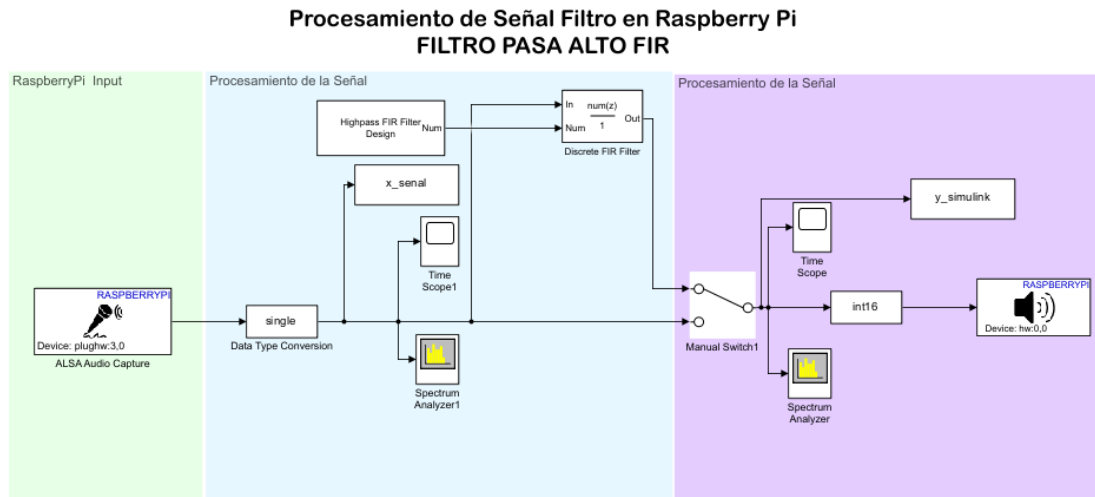 Procesamiento de Señal Filtro en Raspberry Pi
FILTRO PASA ALTO FIR
RaspberryPi Input
Procesamiento de la Señal
Procesamiento de la Señal
Highpass FIR Filter
Design
Num
In
Num
num(z)
1
Out
Discrete FIR Filter
x_senal
Time
Scope1
RASPBERRYPI
Device: plughw:3,0
ALSA Audio Capture
single
Data Type Conversion
Spectrum
Analyzer1
Manual Switch1
y_simulink
Time
Scope
int16
RASPBERRYPI
Device: hw:0,0
Spectrum
Analyzer